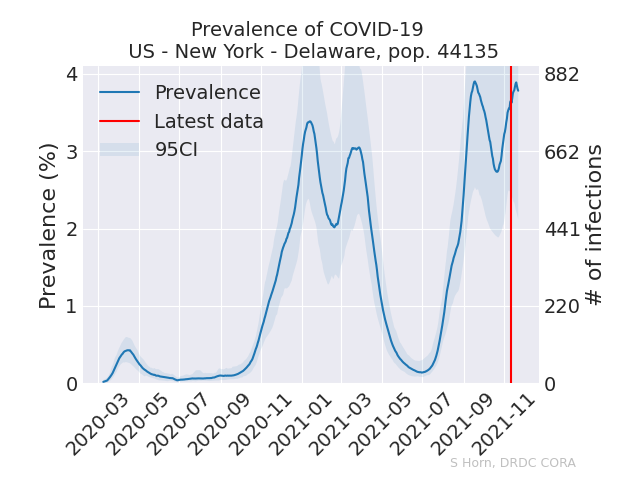 Prevalence of COVID-19
US - New York - Delaware, pop. 44135
Prevalence (%)
4
3
2
1
0
Prevalence
Latest data
95CI
882
662
441
220
0
# of infections
2020-03
2020-05
2020-07
2020-09
2020-11
2021-01
2021-03
2021-05
2021-07
2021-09
2021-11
S Horn, DRDC CORA